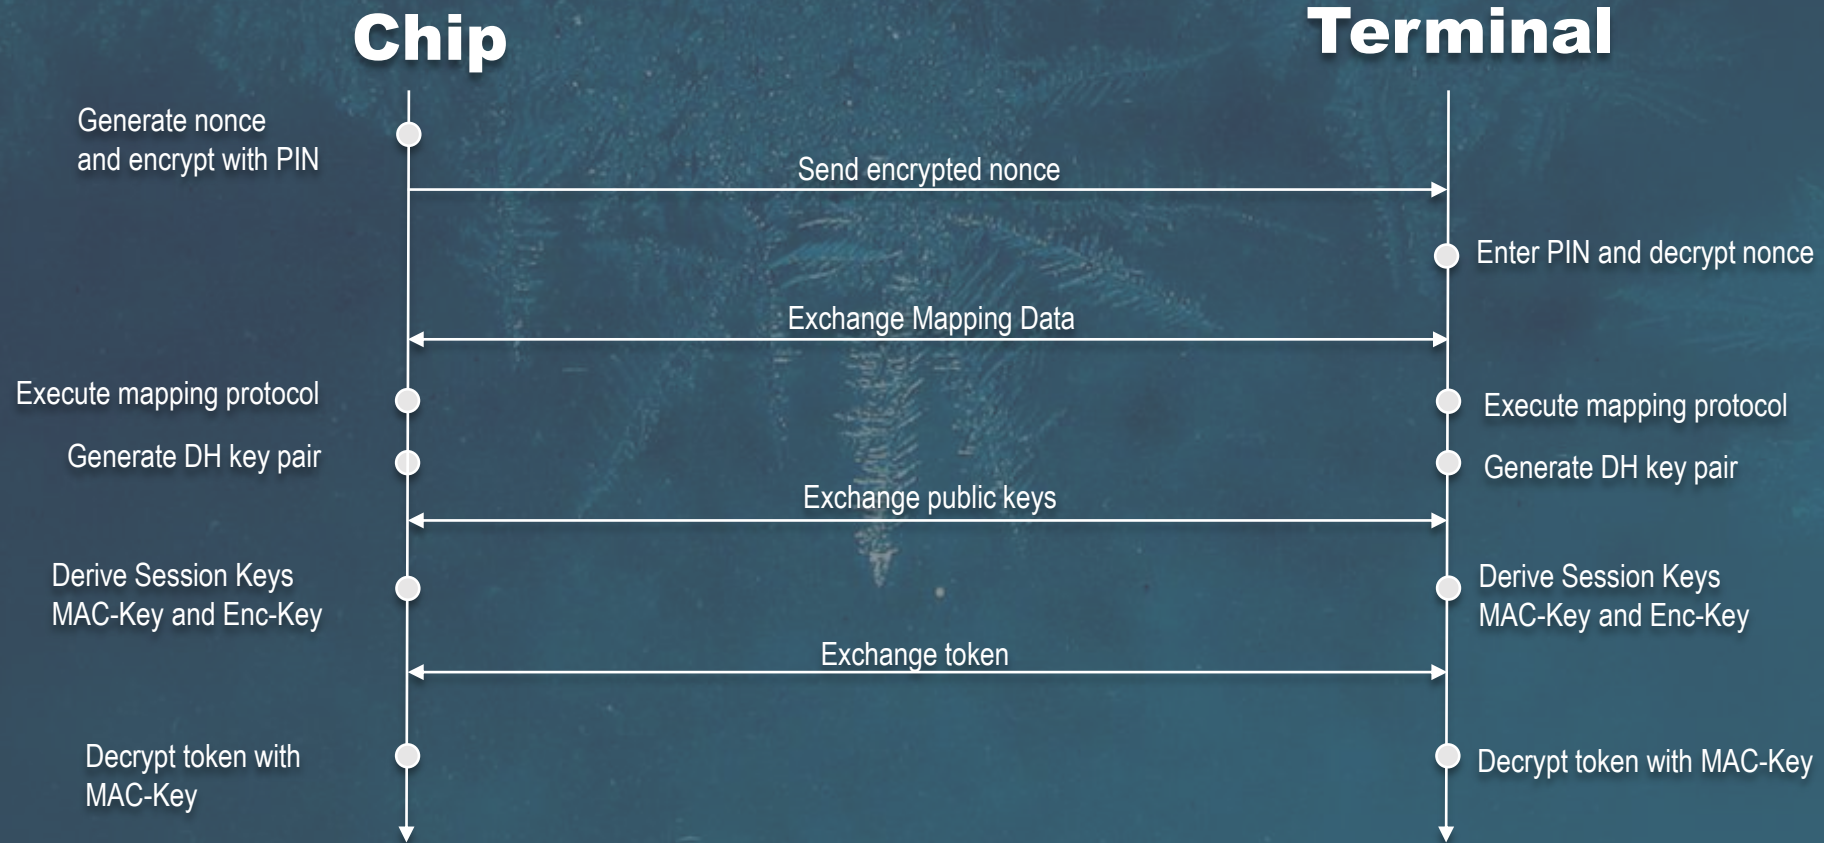 Chip
Terminal
Generate nonce
and encrypt with PIN
Send encrypted nonce
Enter PIN and decrypt nonce
Exchange Mapping Data
Execute mapping protocol
Execute mapping protocol
Generate DH key pair
Generate DH key pair
Exchange public keys
Derive Session Keys
MAC-Key and Enc-Key
Derive Session Keys
MAC-Key and Enc-Key
Exchange token
Decrypt token with
MAC-Key
Decrypt token with MAC-Key